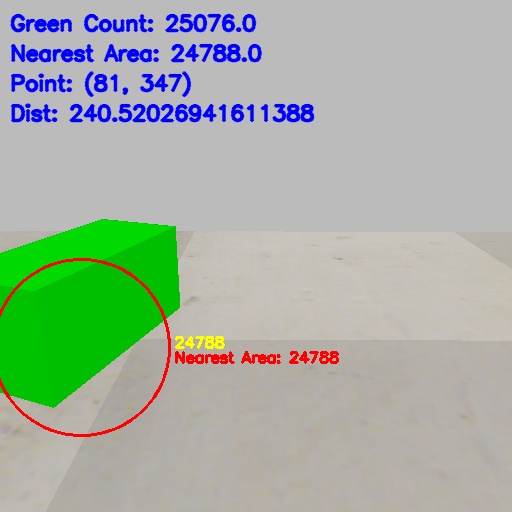 Green Count: 25076.0
Nearest Area: 24788.0
Point: (81, 347)
Dist: 240.52026941611388
24788
Nearest Area: 24788